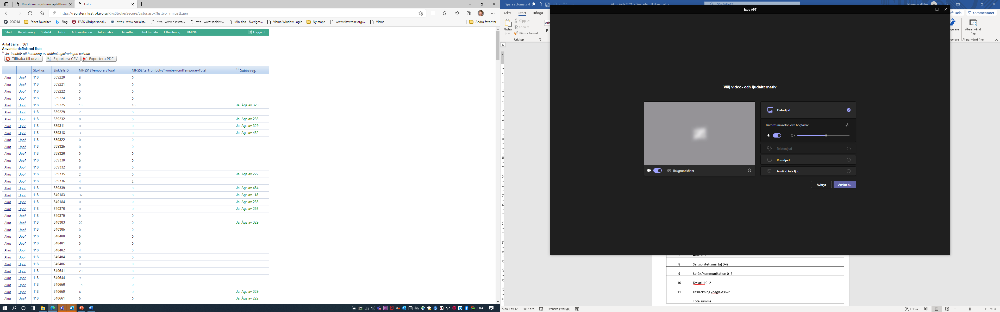 Riksstroke registreringsplattform
Listor
https://register.riksstroke.org/RiksStroke/Secure/Listor.aspx?listtyp=rmiListEgen
000218 Fältet Favoriter Bing FASS Vårdpersonal... https--www socialst... http--www riksstro... http--www socialst... Min sida - Sveriges... Visma Window Login Ny mapp www.riksstroke.org/... Visma Andra favoriter
Start Registrering Statistik Listor Administration Information Datauttag Strukturdata Filhantering TIMING Logga ut
Antal träffar : 361
Användardefinierad lista
** Ja, innebär att hantering av dubbelregistreringen saknas
Tillbaka till urval Exportera CSV Exportera PDF
Sjukhus SjukfallsID NIHSS18TemporaryTotal NIHSSEfterTrombolysTrombektomiTemporaryTotal ** Dubbelreg.
Akut Uppf 118 639220 6 0
Akut Uppf 118 639221 0 0
Akut Uppf 118 639222 5 0
Akut Uppf 118 639224 0 0
Akut Uppf 118 639225 18 16 Ja. Ägs av 329
Akut Uppf 118 639229 2 0
Akut Uppf 118 639232 0 0 Ja. Ägs av 236
Akut Uppf 118 639311 0 0 Ja. Ägs av 329
Akut Uppf 118 639318 3 0 Ja. Ägs av 432
Akut Uppf 118 639322 0 0
Akut Uppf 118 639325 0 0
Akut Uppf 118 639326 0 0
Akut Uppf 118 639330 0 0
Akut Uppf 118 639332 8 0
Akut Uppf 118 639335 2 0 Ja. Ägs av 222
Akut Uppf 118 639336 4 2
Akut Uppf 118 639339 0 0 Ja. Ägs av 484
Akut Uppf 118 640183 37 0 Ja. Ägs av 118
Akut Uppf 118 640184 0 0 Ja. Ägs av 236
Akut Uppf 118 640376 0 0 Ja. Ägs av 236
Akut Uppf 118 640379 0 0
Akut Uppf 118 640383 22 0 Ja. Ägs av 329
Akut Uppf 118 640385 0 0
Akut Uppf 118 640400 0 0
Akut Uppf 118 640401 0 0
Akut Uppf 118 640402 4 0
Akut Uppf 118 640404 0 0
Akut Uppf 118 640406 0 0
Akut Uppf 118 640641 20 0
Akut Uppf 118 640644 9 0
Akut Uppf 118 640656 18 0
Akut Uppf 118 640659 4 0 Ja. Ägs av 329
Akut Uppf 118 640661 9 0 Ja. Ägs av 222
08:41
Spara automatiskt Akutskede 2021 - Sparades till H:-enhet Sök (Alt+C) Hannele Hjelm
Arkiv Start Infoga Dela Kommentarer
Klistra in
Klipp ut
Kopiera
Hämta format
Urklipp
Aria
F
gerare
Återanvänd filer
gerare Återanvänd filer
Extra APT
Välj video- och ljudalternativ
Datorljud
Datorns mikrofon och högtalare
Telefonljud
Rumsljud
Använd inte ljud
Bakgrundsfilter
Avbryt Anslut nu
7 Ataxi 0–2
8 Sensibilitet(smärta) 0–2
9 Språk/kommunikation 0–3
10 Dysartri 0–2
11 Utsläckning /neglekt 0–2
Totalsumma
Sida 3 av 12 2837 ord Svenska (Sverige) Fokus 96 %